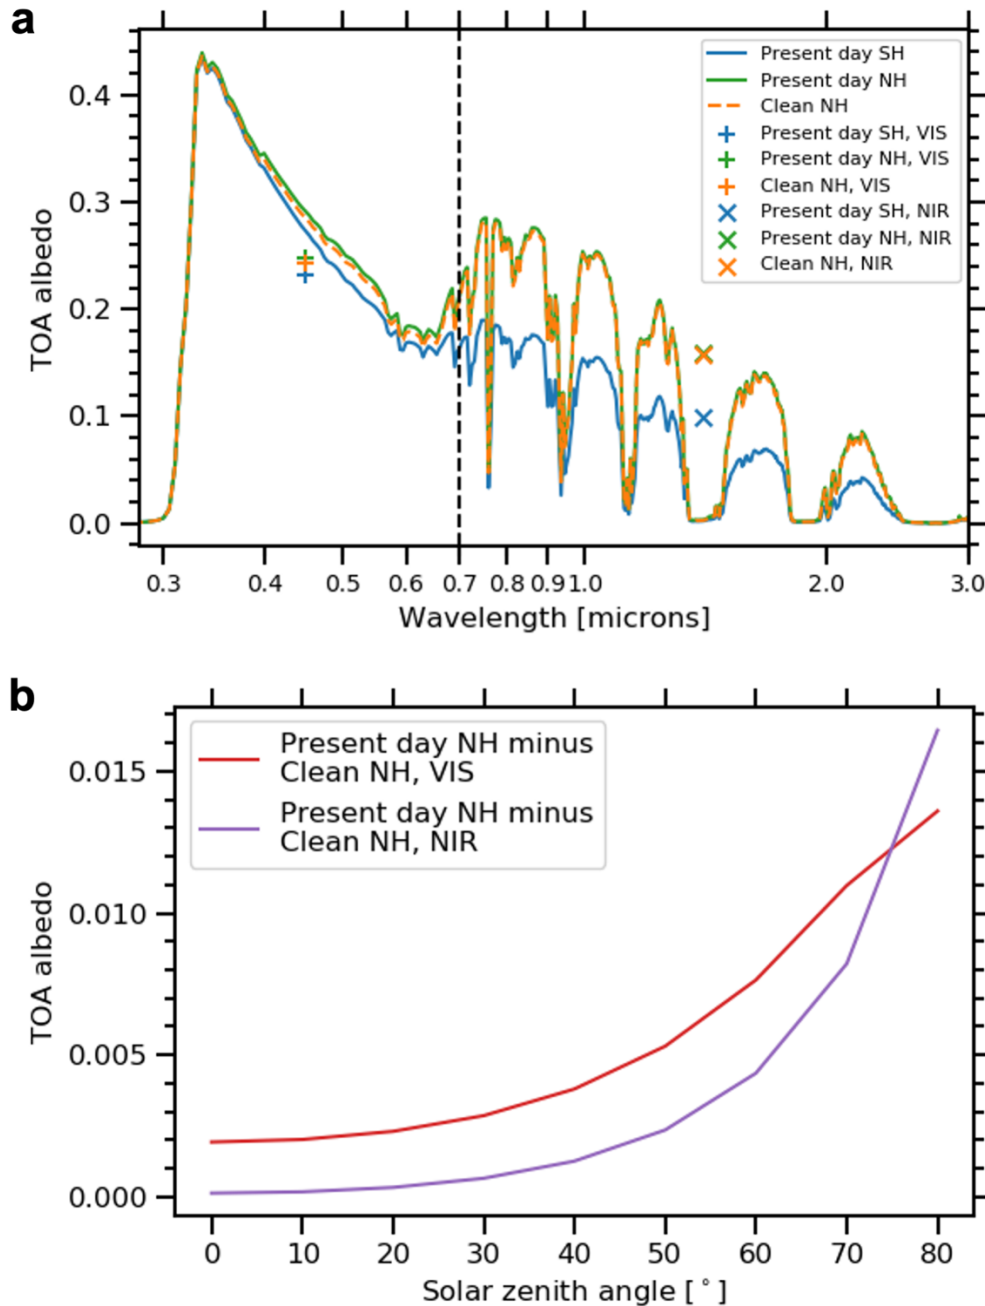 a
Present day SH
Present day NH
Clean NH
Present day SH, VIS
Present day NH, VIS
Clean NH, VIS
Present day SH, NIR
Present day NH, NIR
Clean NH, NIR
TOA albedo
0.4
0.3
0.2
0.1
0.0
0.3 0.4 0.5 0.6 0.7 0.8 0.9 1.0 2.0 3.0
Wavelength [microns]
b
Present day NH minus
Clean NH, VIS
Present day NH minus
Clean NH, NIR
TOA albedo
0.015
0.010
0.005
0.000
0 10 20 30 40 50 60 70 80
Solar zenith angle [°]